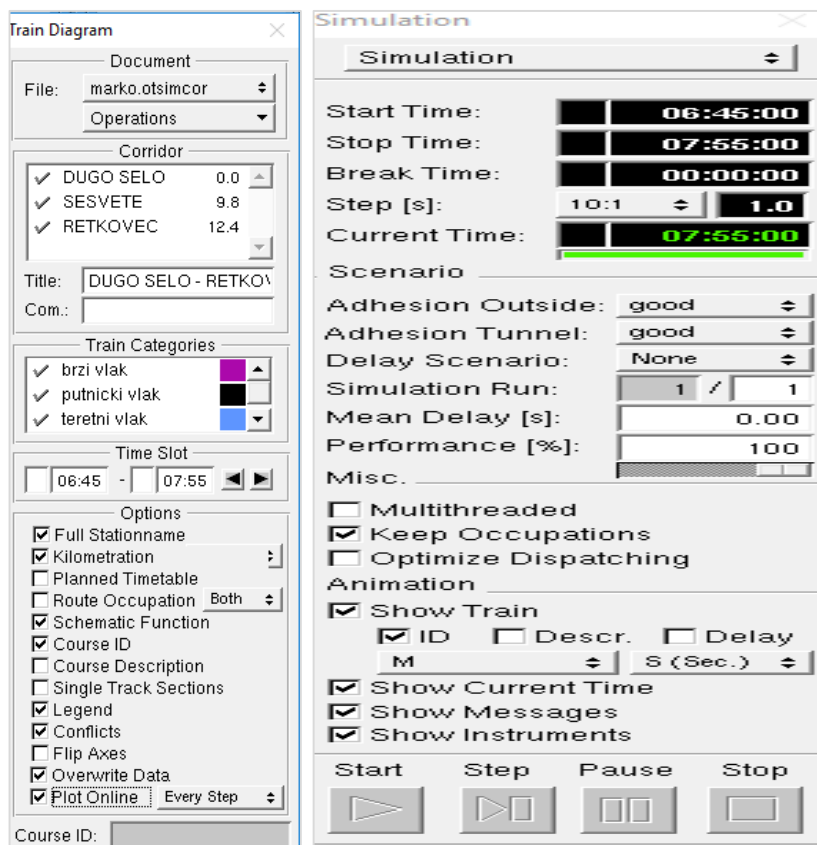 Train Diagram
Document
File: marko.otsimcor
Operations
Corridor
DUGO SELO 0.0
SESVETE 9.8
RETKOVEC 12.4
Title: DUGO SELO - RETKOV
Com.:
Train Categories
brzi vlak
putnicki vlak
teretni vlak
Time Slot
06:45 - 07:55
Options
Full Stationname
Kilometration
Planned Timetable
Route Occupation Both
Schematic Function
Course ID
Course Description
Single Track Sections
Legend
Conflicts
Flip Axes
Overwrite Data
Plot Online Every Step
Course ID:
Simulation
Simulation
Start Time: 06:45:00
Stop Time: 07:55:00
Break Time: 00:00:00
Step [s]: 10:1 1.0
Current Time: 07:55:00
Scenario
Adhesion Outside: good
Adhesion Tunnel: good
Delay Scenario: None
Simulation Run: 1 / 1
Mean Delay [s]: 0.00
Performance [%]: 100
Misc.
Multithreaded
Keep Occupations
Optimize Dispatching
Animation
Show Train
ID Descr. Delay
M S (Sec.)
Show Current Time
Show Messages
Show Instruments
Start Step Pause Stop